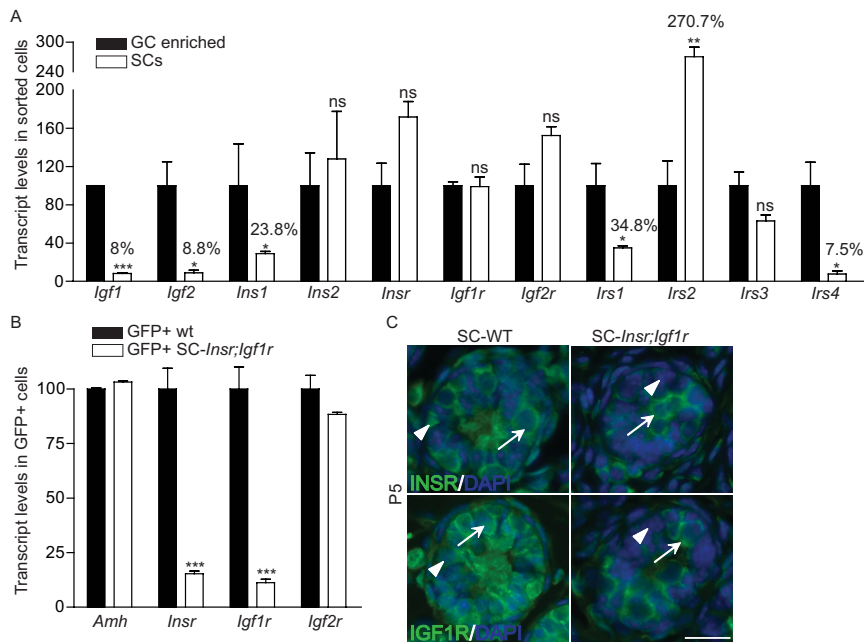 A
GC enriched
SCs
Transcript levels in sorted cells
300
240
200
160
120
80
40
0
8%
***
8.8%
*
23.8%
*
ns
ns
ns
ns
34.8%
*
270.7%
**
ns
7.5%
*
Igf1 Igf2 Ins1 Ins2 Insr Igf1r Igf2r Irs1 Irs2 Irs3 Irs4
B
GFP+ wt
GFP+ SC-Insr;Igf1r
Transcript levels in GFP+ cells
100
75
50
25
0
***
***
Amh Insr Igf1r Igf2r
C
SC-WT SC-Insr;Igf1r
P5
INSR/DAPI
IGF1R/DAPI